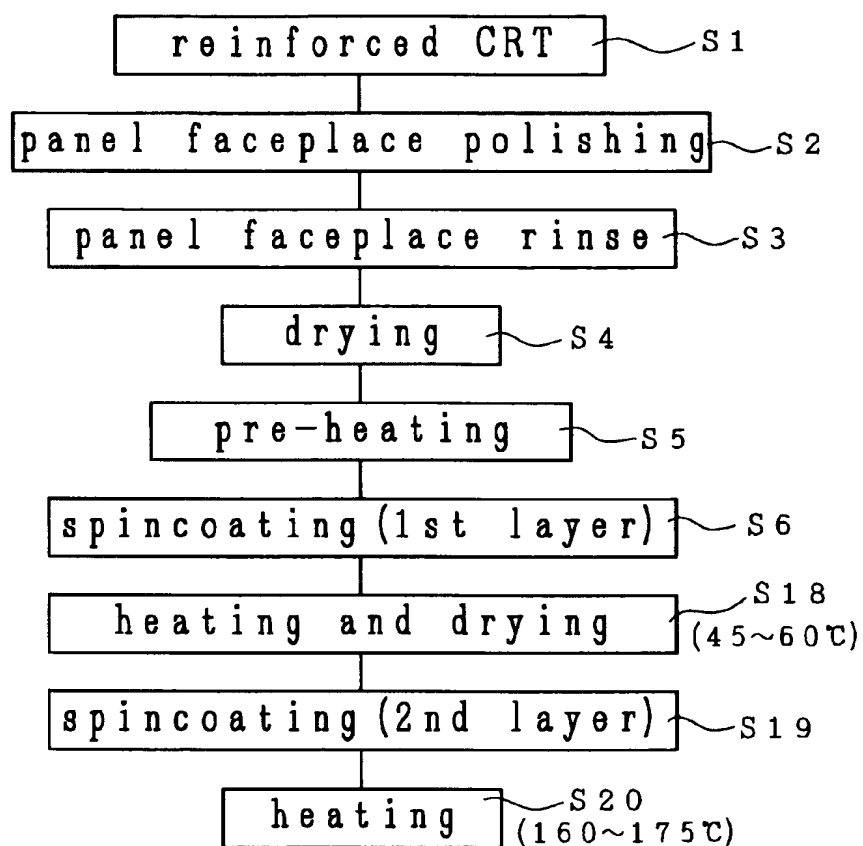 reinforced CRT S1
panel faceplace polishing S2
panel faceplace rinse S3
drying S4
pre-heating S5
spincoating(1st layer) S6
heating and drying S18
(45~60℃)
spincoating(2nd layer) S19
heating S20
(160~175℃)